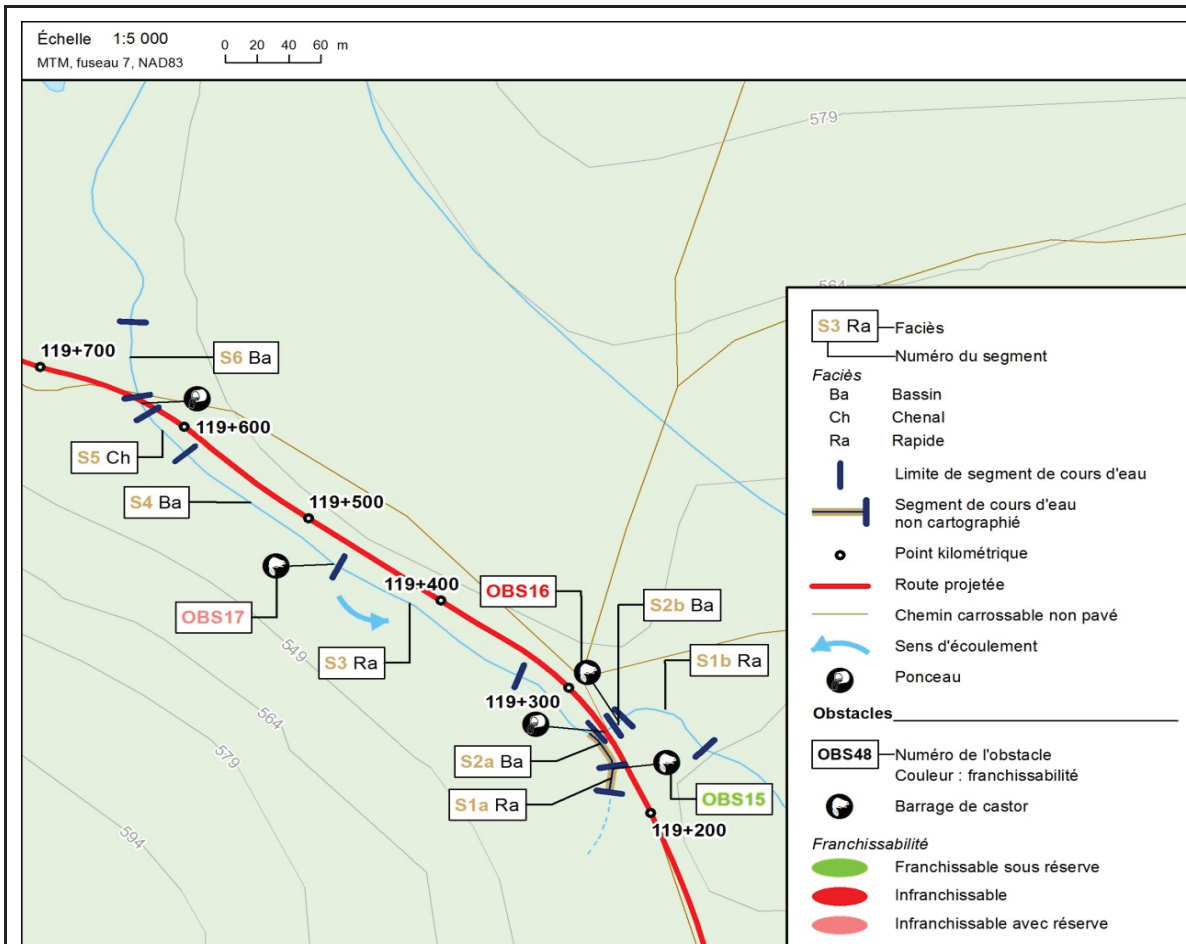 Échelle 1:5 000
MTM, fuseau 7, NAD83
0 20 40 60 m
579
564
119+700
S6 Ba
119+600
S5 Ch
S4 Ba
119+500
119+400
OBS16
S2b Ba
OBS17
S3 Ra
S1b Ra
549
119+300
564
S2a Ba
579
S1a Ra
OBS15
119+200
594
S3 Ra Faciès
Numéro du segment
Faciès
Ba Bassin
Ch Chenal
Ra Rapide
Limite de segment de cours d'eau
Segment de cours d'eau
non cartographié
Point kilométrique
Route projetée
Chemin carrossable non pavé
Sens d'écoulement
Ponceau
Obstacles
OBS48 Numéro de l'obstacle
Couleur : franchissabilité
Barrage de castor
Franchissabilité
Franchissable sous réserve
Infranchissable
Infranchissable avec réserve